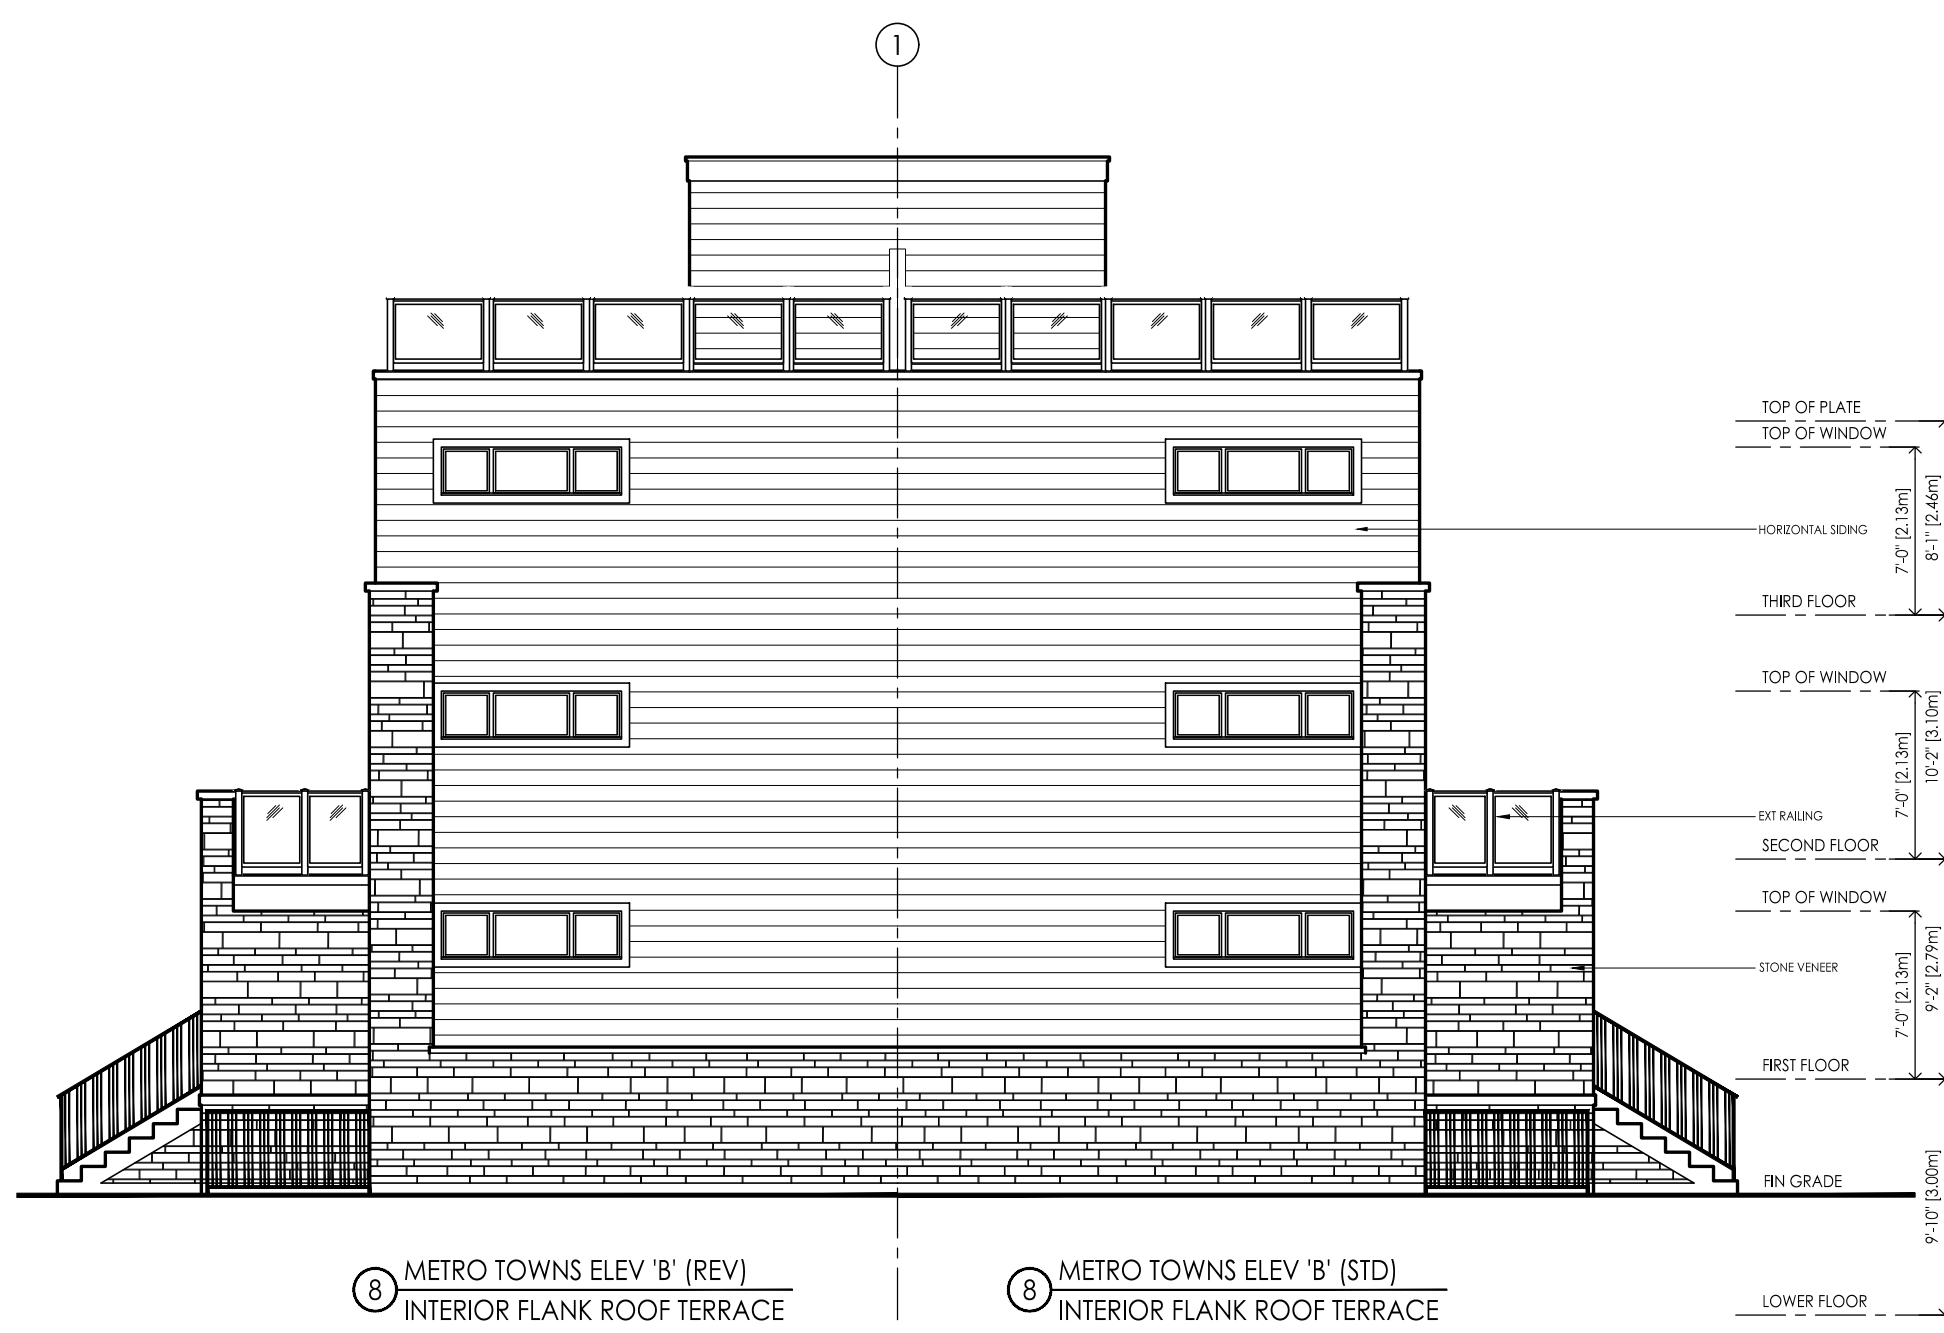 1
TOP OF PLATE
TOP OF WINDOW
7'-0" [2.13m]
8'-1" [2.46m]
HORIZONTAL SIDING
THIRD FLOOR
TOP OF WINDOW
7'-0" [2.13m]
10'-2" [3.10m]
EXT RAILING
SECOND FLOOR
TOP OF WINDOW
7'-0" [2.13m]
9'-2" [2.79m]
STONE VENEER
FIRST FLOOR
FIN GRADE
9'-10" [3.00m]
8 METRO TOWNS ELEV 'B' (REV)
INTERIOR FLANK ROOF TERRACE
8 METRO TOWNS ELEV 'B' (STD)
INTERIOR FLANK ROOF TERRACE
LOWER FLOOR